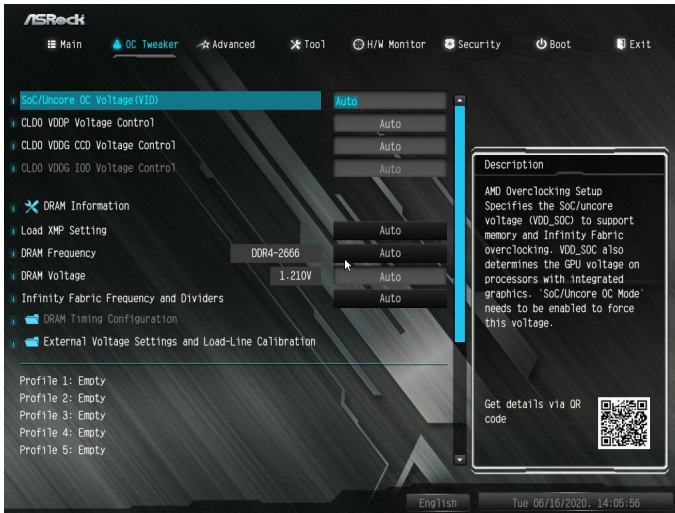 ASRock
Main OC Tweaker Advanced Tool H/W Monitor Security Boot Exit
SoC/Uncore OC Voltage(VID) Auto
CLDO VDDP Voltage Control Auto
CLDO VDDG CCD Voltage Control Auto
CLDO VDDG IOD Voltage Control Auto
DRAM Information
Load XMP Setting Auto
DRAM Frequency DDR4-2666 Auto
DRAM Voltage 1.210V Auto
Infinity Fabric Frequency and Dividers Auto
DRAM Timing Configuration
External Voltage Settings and Load-Line Calibration
Profile 1: Empty
Profile 2: Empty
Profile 3: Empty
Profile 4: Empty
Profile 5: Empty
Description
AMD Overclocking Setup
Specifies the SoC/uncore
voltage (VDD_SOC) to support
memory and Infinity Fabric
overclocking. VDD_SOC also
determines the GPU voltage on
processors with integrated
graphics. 'SoC/Uncore OC Mode'
needs to be enabled to force
this voltage.
Get details via QR
code
English Tue 06/16/2020. 14:05:56